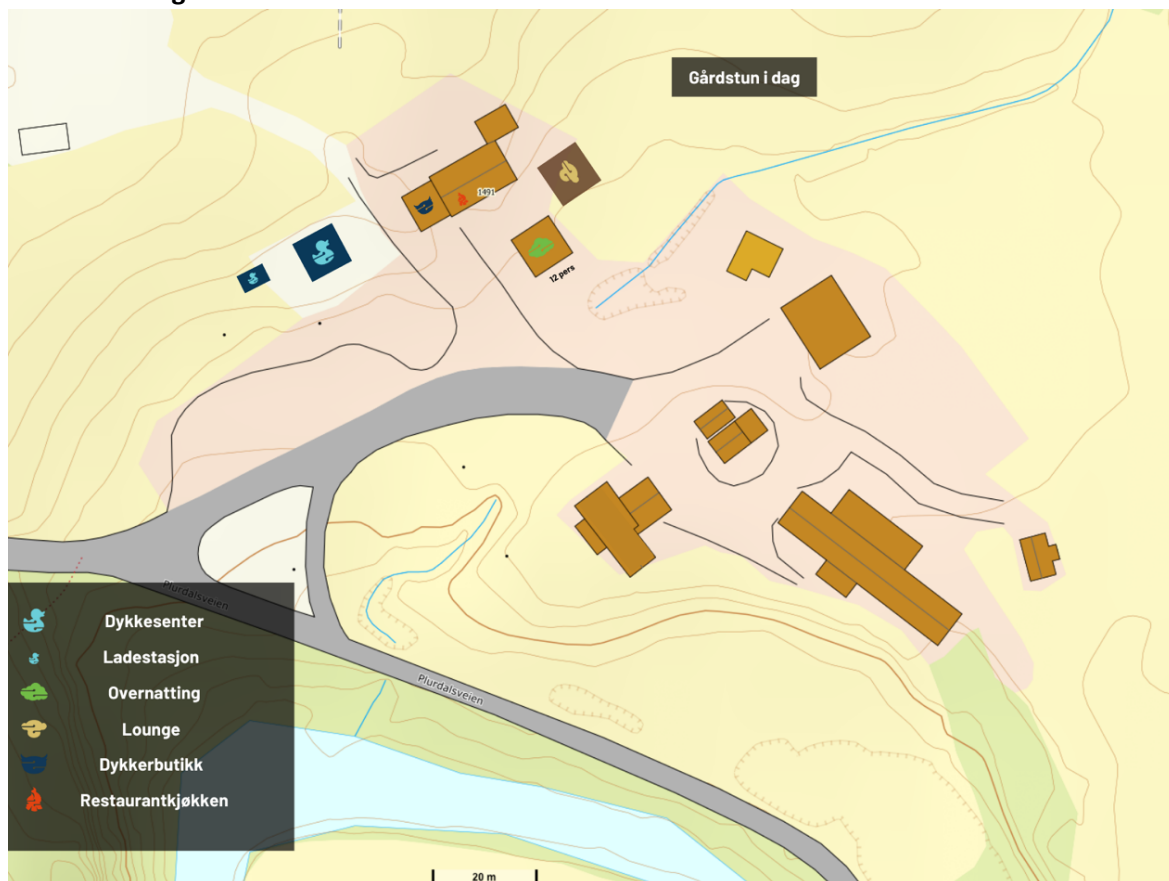 Gårdstun i dag
1491
12 pers
Plurdalsveien
Plurdalsveien
Dykkesenter
Ladestasjon
Overnatting
Lounge
Dykkerbutikk
Restaurantkjøkken
20 m